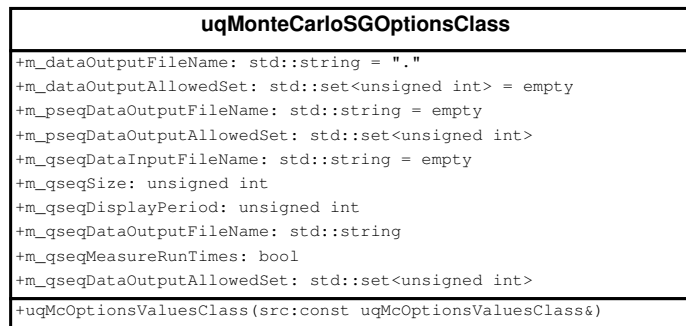 uqMonteCarloSGOptionsClass
+m_dataOutputFileName: std::string = "."
+m_dataOutputAllowedSet: std::set<unsigned int> = empty
+m_pseqDataOutputFileName: std::string = empty
+m_pseqDataOutputAllowedSet: std::set<unsigned int>
+m_qseqDataInputFileName: std::string = empty
+m_qseqSize: unsigned int
+m_qseqDisplayPeriod: unsigned int
+m_qseqDataOutputFileName: std::string
+m_qseqMeasureRunTimes: bool
+m_qseqDataOutputAllowedSet: std::set<unsigned int>
+uqMcOptionsValuesClass(src:const uqMcOptionsValuesClass&)